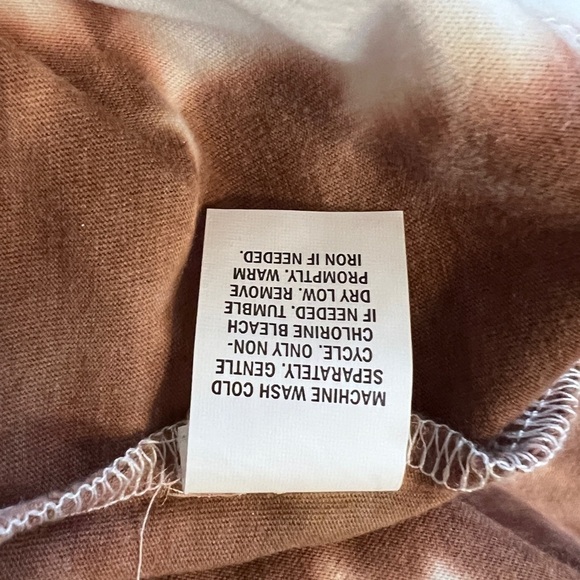 MACHINE WASH COLD
SEPARATELY. GENTLE
CYCLE. ONLY NON-
CHLORINE BLEACH
IF NEEDED. TUMBLE
DRY LOW. REMOVE
PROMPTLY. WARM
IRON IF NEEDED.